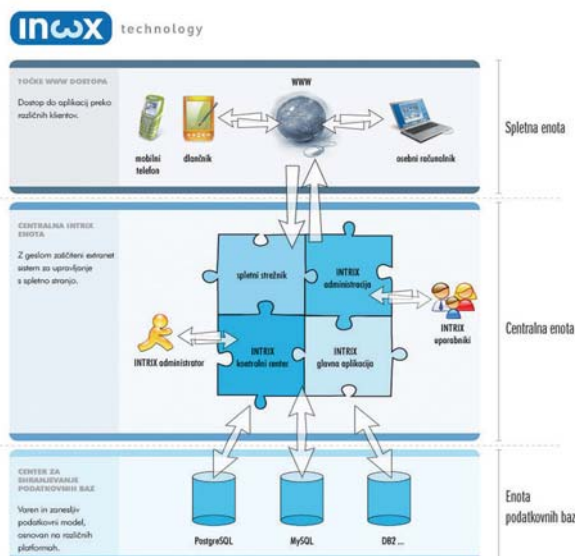 inox technology
TOČKE WWW DOSTOPA
Dostop do aplikacij preko
različnih klientov.
WWW
mobilni
telefon
dlančnik
osebni računalnik
Spletna enota
CENTRALNA INTRIX
ENOTA
Z geslom zaščiteni extranet
sistem za upravljanje
s spletno stranjo.
spletni strežnik
INTRIX
administracija
INTRIX administrator
INTRIX
kontrolni center
INTRIX
glavna aplikacija
INTRIX
uporabniki
Centralna enota
CENTER ZA
SHRANJEVANJE
PODATKOVNIH BAZ
Varen in zanesljiv
podatkovni model,
osnovan na različnih
platformah.
PostgreSQL
MySQL
DB2 ...
Enota
podatkovnih baz